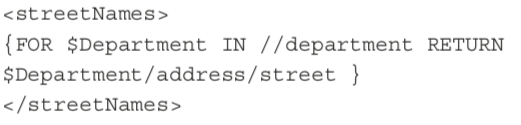 <streetNames>
{FOR $Department IN //department RETURN
$Department/address/street }
</streetNames>